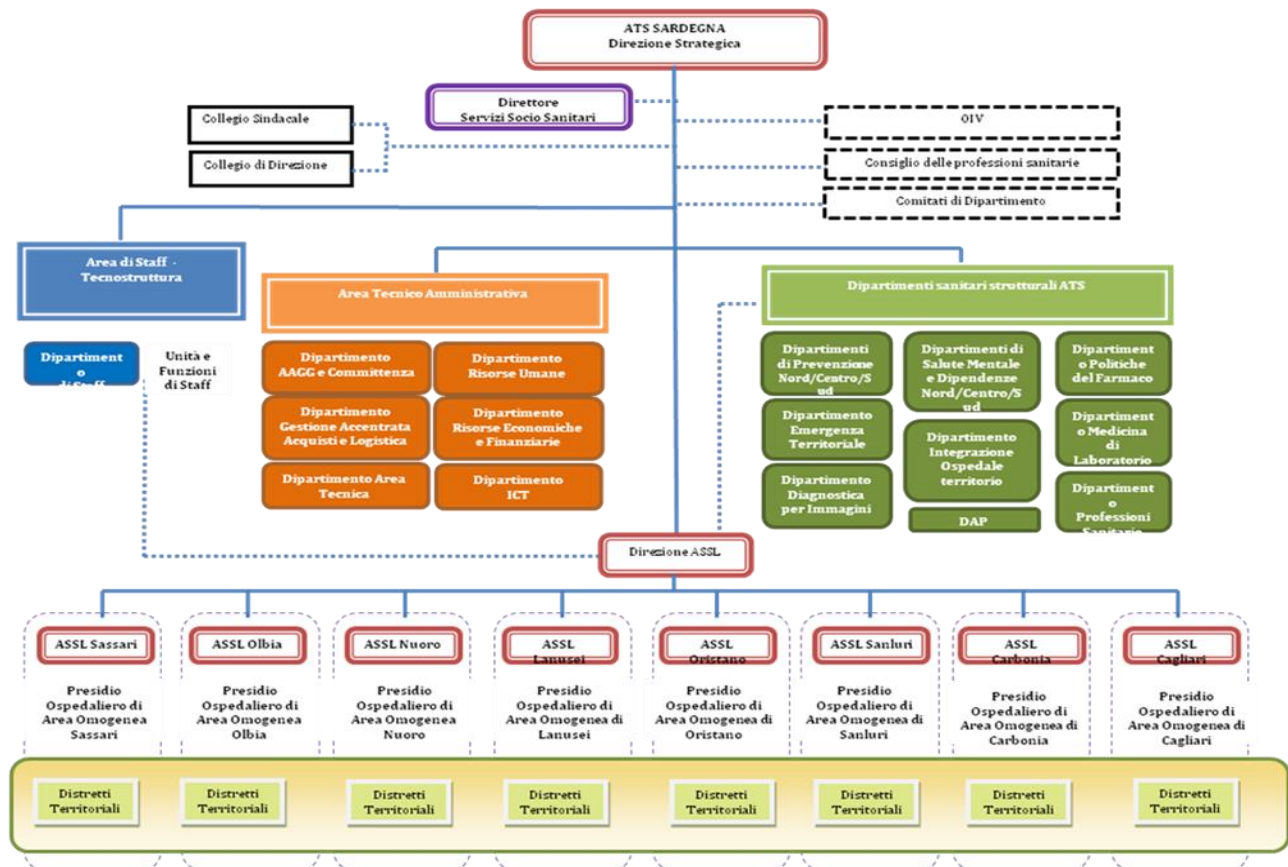 ATS SARDEGNA
Direzione Strategica
Direttore
Servizi Socio Sanitari
Collegio Sindacale
Collegio di Direzione
OIV
Consiglio delle professioni sanitarie
Comitati di Dipartimento
Area di Staff -
Tecnostruttura
Area Tecnico Amministrativa
Dipartimenti sanitari strutturali ATS
Dipartiment
o
di Staff
Unità e
Funzioni
di Staff
Dipartimento
AAGG e Committenza
Dipartimento
Risorse Umane
Dipartimento
Gestione Accentrata
Acquisti e Logistica
Dipartimento
Risorse Economiche
e Finanziarie
Dipartimento Area
Tecnica
Dipartimento
ICT
Dipartimenti
di Prevenzione
Nord/Centro/S
ud
Dipartimenti di
Salute Mentale
e Dipendenze
Nord/Centro/S
ud
Dipartiment
o Politiche
del Farmaco
Dipartimento
Emergenza
Territoriale
Dipartimento
Integrazione
Ospedale
territorio
Dipartiment
o Medicina
di
Laboratorio
Dipartimento
Diagnostica
per Immagini
DAP
Dipartiment
o
Professioni
Sanitarie
Direzione ASSL
ASSL Sassari
ASSL Olbia
ASSL Nuoro
ASSL
Lanusei
ASSL
Oristano
ASSL Sanluri
ASSL
Carbonia
ASSL
Cagliari
Presidio
Ospedaliero di
Area Omogenea
Sassari
Presidio
Ospedaliero di
Area Omogenea
Olbia
Presidio
Ospedaliero di
Area Omogenea
Nuoro
Presidio
Ospedaliero di
Area Omogenea di
Lanusei
Presidio
Ospedaliero di
Area Omogenea di
Oristano
Presidio
Ospedaliero di
Area Omogenea di
Sanluri
Presidio
Ospedaliero di
Area Omogenea di
Carbonia
Presidio
Ospedaliero di
Area Omogenea di
Cagliari
Distretti
Territoriali
Distretti
Territoriali
Distretti
Territoriali
Distretti
Territoriali
Distretti
Territoriali
Distretti
Territoriali
Distretti
Territoriali
Distretti
Territoriali